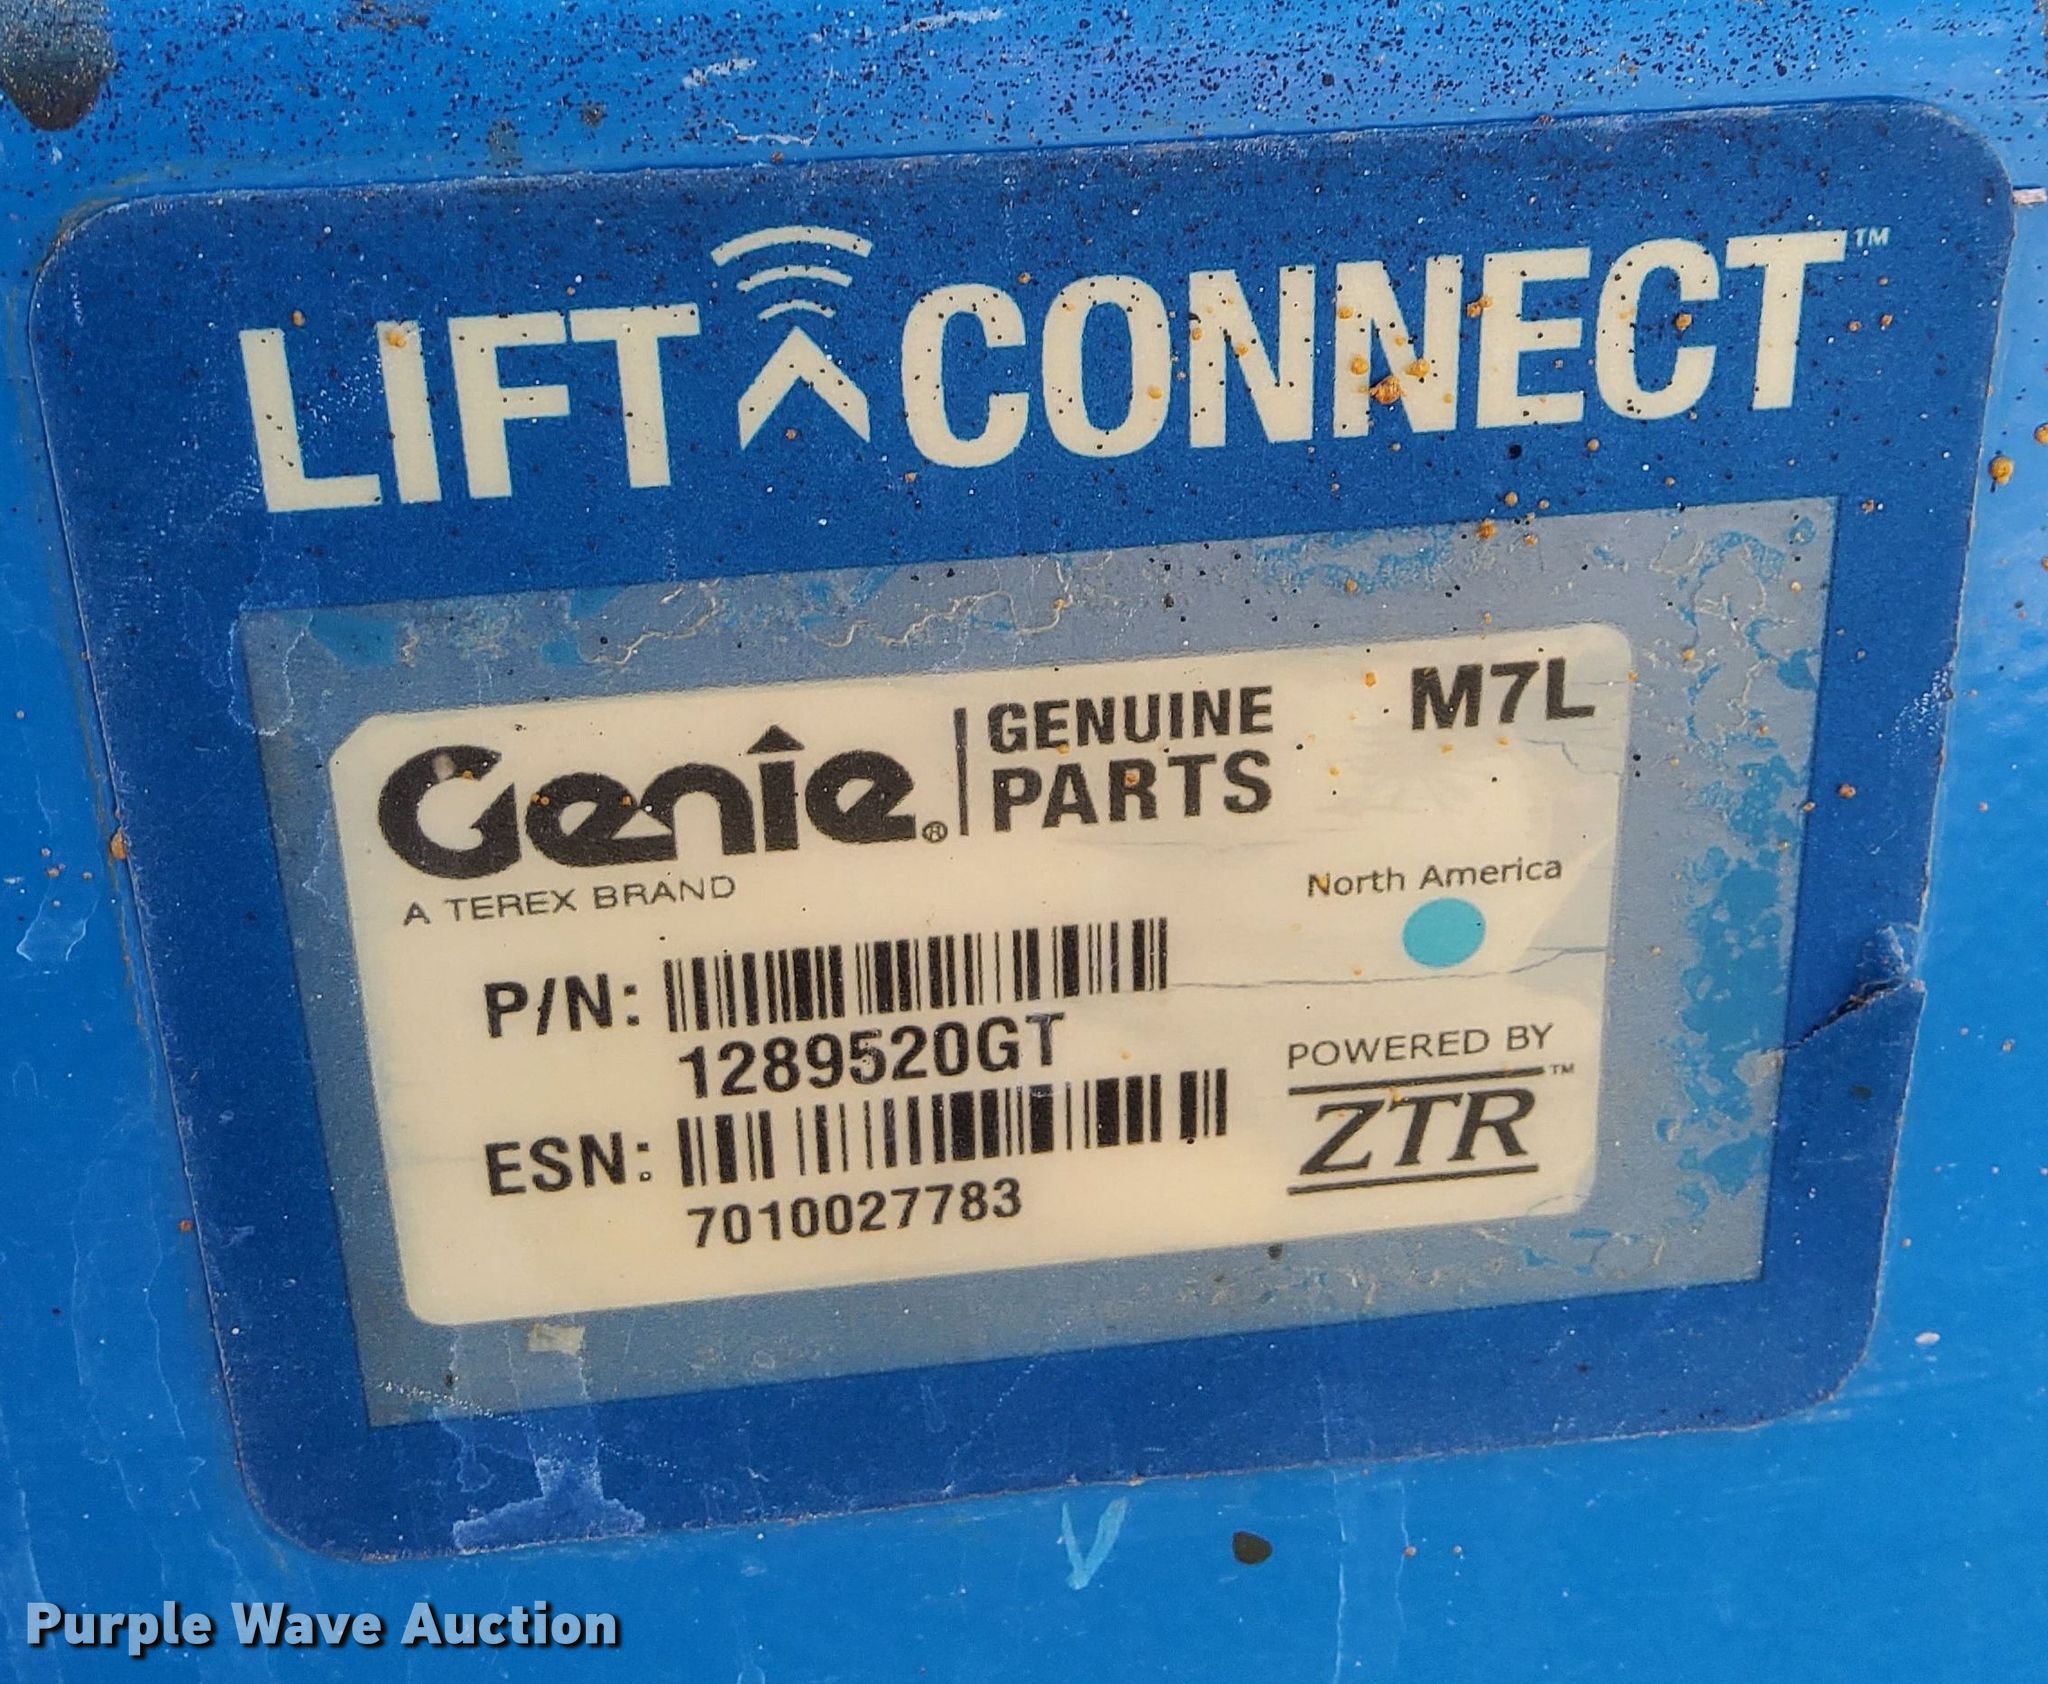 LIFT CONNECT™
Genie® GENUINE PARTS M7L
A TEREX BRAND
North America
P/N:
1289520GT
ESN:
7010027783
POWERED BY
ZTR™
Purple Wave Auction